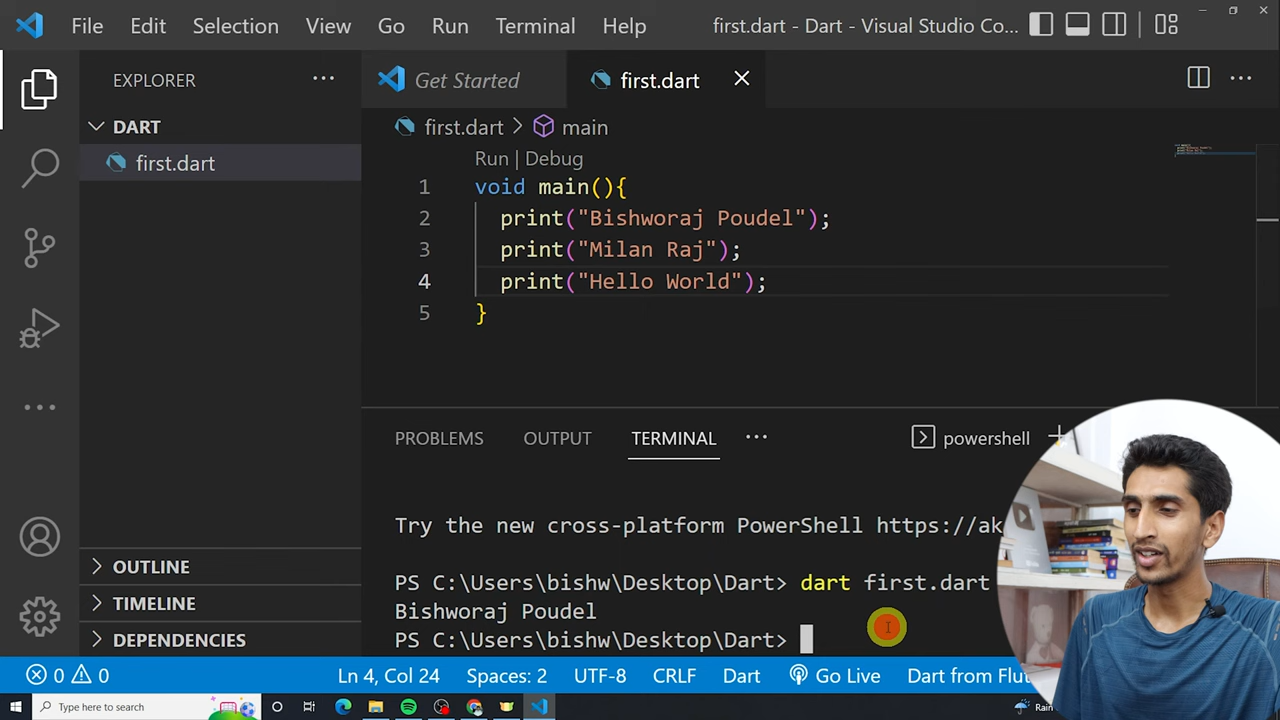 File Edit Selection View Go Run Terminal Help first.dart - Dart - Visual Studio Co...
EXPLORER ...
Get Started first.dart
DART
first.dart
first.dart > main
Run | Debug
1 void main(){
2 print("Bishworaj Poudel");
3 print("Milan Raj");
4 print("Hello World");
5 }
PROBLEMS OUTPUT TERMINAL ... powershell
Try the new cross-platform PowerShell https://ak
PS C:\Users\bishw\Desktop\Dart> dart first.dart
Bishworaj Poudel
PS C:\Users\bishw\Desktop\Dart>
OUTLINE
TIMELINE
DEPENDENCIES
0 0 Ln 4, Col 24 Spaces: 2 UTF-8 CRLF Dart Go Live Dart from Flut
Type here to search Rain